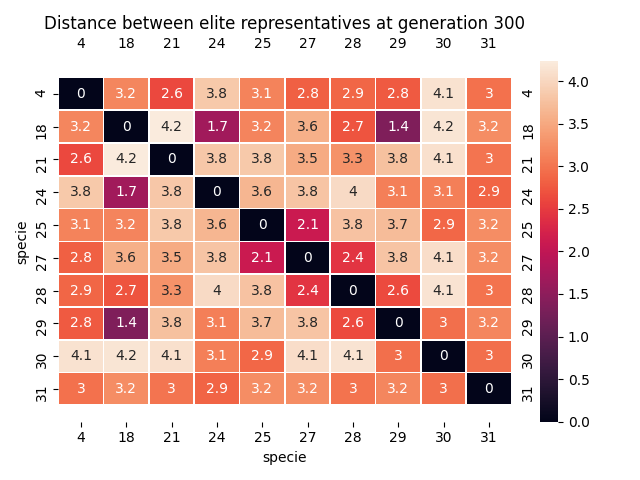 Distance between elite representatives at generation 300
4 18 21 24 25 27 28 29 30 31
4 0 3.2 2.6 3.8 3.1 2.8 2.9 2.8 4.1 3 4
18 3.2 0 4.2 1.7 3.2 3.6 2.7 1.4 4.2 3.2 18
21 2.6 4.2 0 3.8 3.8 3.5 3.3 3.8 4.1 3 21
24 3.8 1.7 3.8 0 3.6 3.8 4 3.1 3.1 2.9 24
25 3.1 3.2 3.8 3.6 0 2.1 3.8 3.7 2.9 3.2 25
27 2.8 3.6 3.5 3.8 2.1 0 2.4 3.8 4.1 3.2 27
28 2.9 2.7 3.3 4 3.8 2.4 0 2.6 4.1 3 28
29 2.8 1.4 3.8 3.1 3.7 3.8 2.6 0 3 3.2 29
30 4.1 4.2 4.1 3.1 2.9 4.1 4.1 3 0 3 30
31 3 3.2 3 2.9 3.2 3.2 3 3.2 3 0 31
4 18 21 24 25 27 28 29 30 31
specie
specie
4.0
3.5
3.0
2.5
2.0
1.5
1.0
0.5
0.0